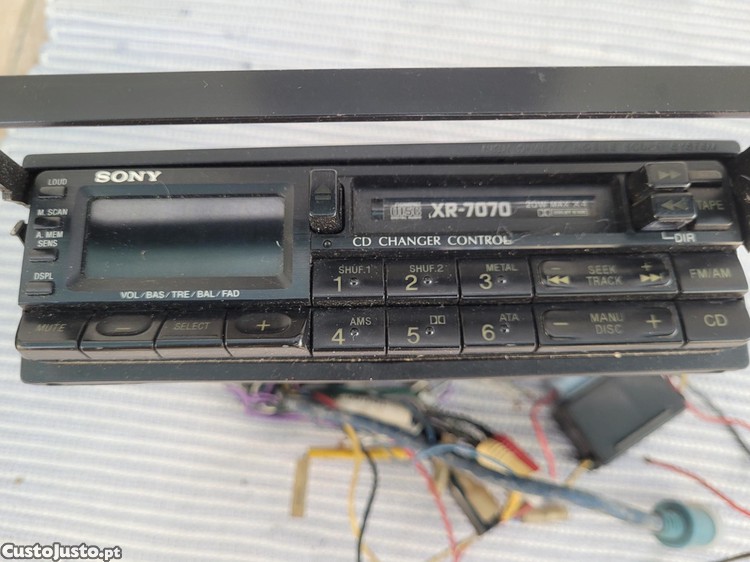 LOUD
SONY
M. SCAN
A. MEM
SENS
DSPL
VOL / BAS / TRE / BAL / FAD
MUTE
−
SELECT
+
XR-7070
CD CHANGER CONTROL
DIR
TAPE
SHUF.1
1
SHUF.2
2
METAL
3
SEEK
TRACK
FM/AM
AMS
4
5
ATA
6
− MANU +
DISC
CD
CustoJusto.pt